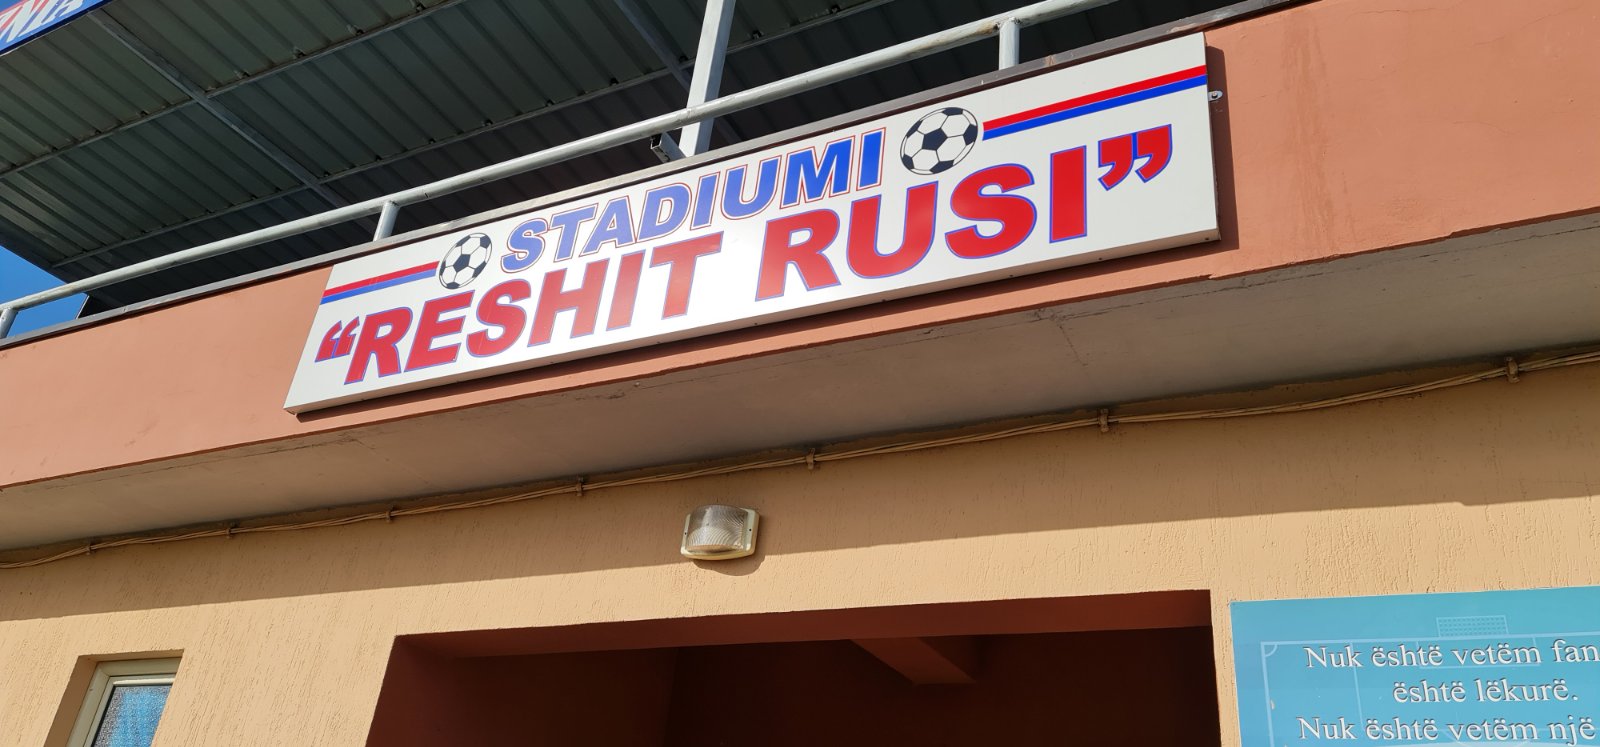 STADIUMI
“RESHIT RUSI”
Nuk është vetëm fan
është lëkurë.
Nuk është vetëm një